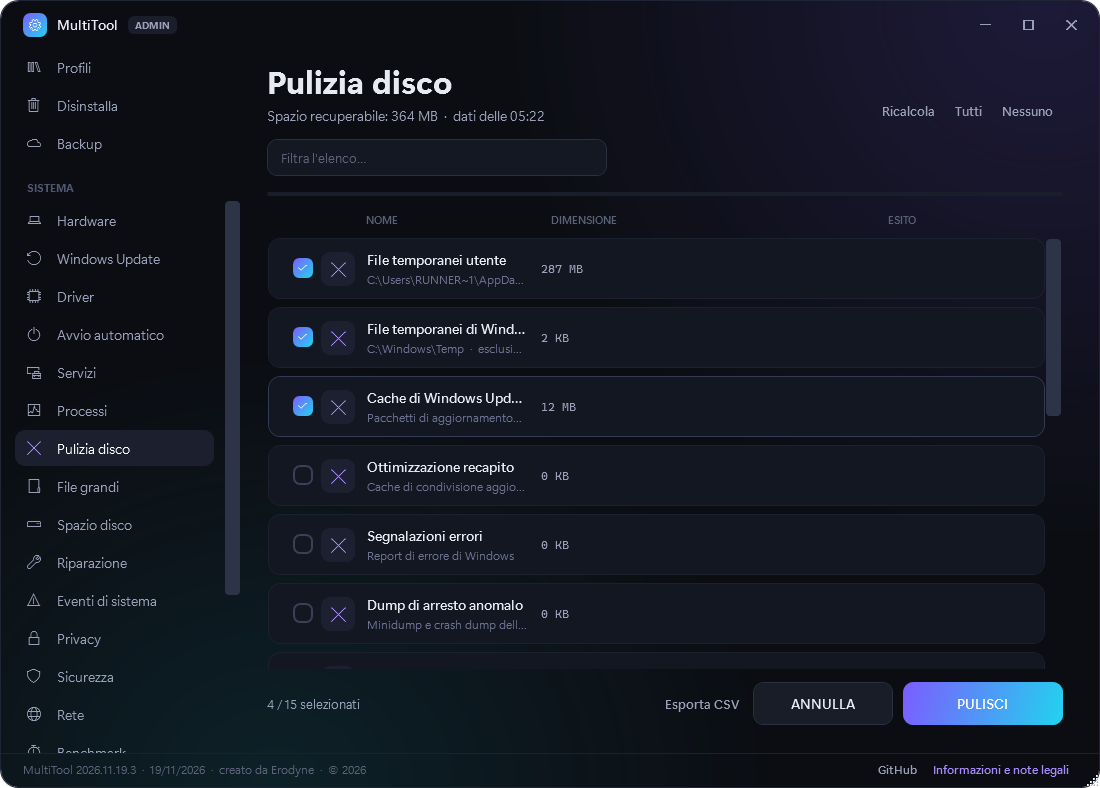 MultiTool ADMIN
Profili
Disinstalla
Backup
SISTEMA
Hardware
Windows Update
Driver
Avvio automatico
Servizi
Processi
Pulizia disco
File grandi
Spazio disco
Riparazione
Eventi di sistema
Privacy
Sicurezza
Rete
Benchmark
Pulizia disco
Spazio recuperabile: 364 MB · dati delle 05:22
Ricalcola Tutti Nessuno
Filtra l'elenco...
NOME DIMENSIONE ESITO
File temporanei utente
C:\Users\RUNNER~1\AppDa...
287 MB
File temporanei di Wind...
C:\Windows\Temp · esclusi...
2 KB
Cache di Windows Upd...
Pacchetti di aggiornamento...
12 MB
Ottimizzazione recapito
Cache di condivisione aggio...
0 KB
Segnalazioni errori
Report di errore di Windows
0 KB
Dump di arresto anomalo
Minidump e crash dump dell...
0 KB
4 / 15 selezionati
Esporta CSV ANNULLA PULISCI
MultiTool 2026.11.19.3 · 19/11/2026 · creato da Erodyne · © 2026
GitHub Informazioni e note legali